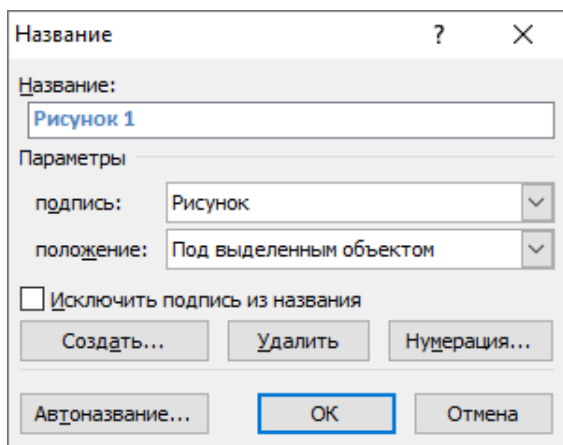 Название ?
Название:
Рисунок 1
Параметры
подпись: Рисунок
положение: Под выделенным объектом
Исключить подпись из названия
Создать... Удалить Нумерация...
Автоназвание... ОК Отмена